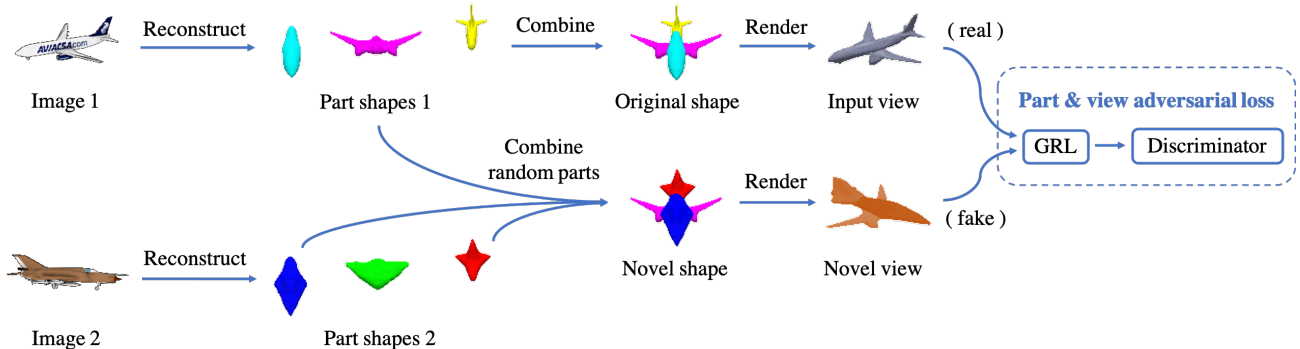 Reconstruct
Combine
Render
( real )
AVIACSA.com
Image 1
Part shapes 1
Original shape
Input view
Part & view adversarial loss
GRL
Discriminator
Combine
random parts
Render
( fake )
Reconstruct
Novel shape
Novel view
Image 2
Part shapes 2